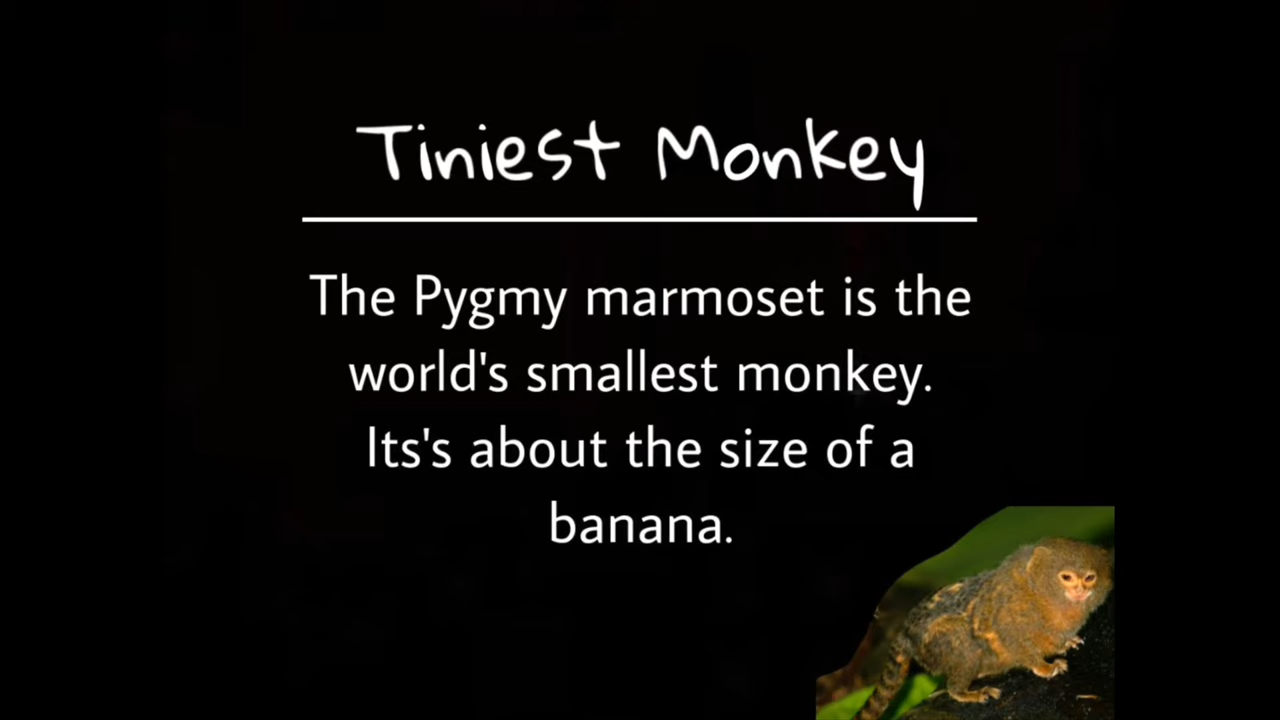 Tiniest Monkey
The Pygmy marmoset is the
world's smallest monkey.
Its's about the size of a
banana.